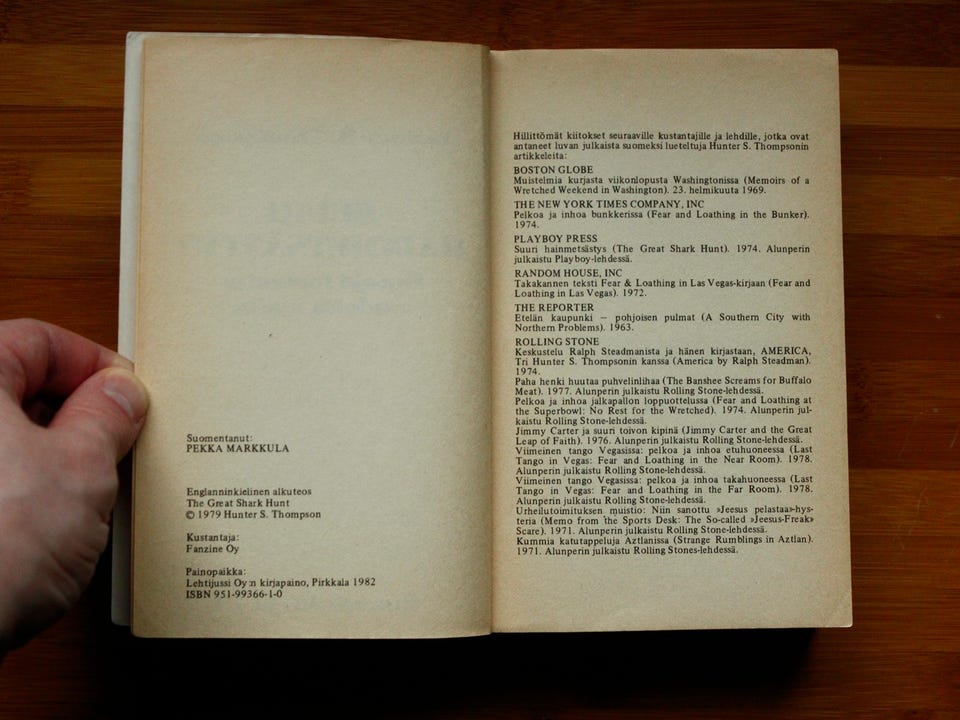 Suomentanut:
PEKKA MARKKULA
Englanninkielinen alkuteos
The Great Shark Hunt
© 1979 Hunter S. Thompson
Kustantaja:
Fanzine Oy
Painopaikka:
Lehtijussi Oy:n kirjapaino, Pirkkala 1982
ISBN 951-99366-1-0
Hillittömät kiitokset seuraaville kustantajille ja lehdille, jotka ovat
antaneet luvan julkaista suomeksi lueteltuja Hunter S. Thompsonin
artikkeleita:
BOSTON GLOBE
Muistelmia kurjasta viikonlopusta Washingtonissa (Memoirs of a
Wretched Weekend in Washington). 23. helmikuuta 1969.
THE NEW YORK TIMES COMPANY, INC
Pelkoa ja inhoa bunkkerissa (Fear and Loathing in the Bunker).
1974.
PLAYBOY PRESS
Suuri hainmetsästys (The Great Shark Hunt). 1974. Alunperin
julkaistu Playboy-lehdessä.
RANDOM HOUSE, INC
Takakannen teksti Fear & Loathing in Las Vegas-kirjaan (Fear and
Loathing in Las Vegas). 1972.
THE REPORTER
Etelän kaupunki – pohjoisen pulmat (A Southern City with
Northern Problems). 1963.
ROLLING STONE
Keskustelu Ralph Steadmanista ja hänen kirjastaan, AMERICA,
Tri Hunter S. Thompsonin kanssa (America by Ralph Steadman).
1974.
Paha henki huutaa puhvelinlihaa (The Banshee Screams for Buffalo
Meat). 1977. Alunperin julkaistu Rolling Stone-lehdessä.
Pelkoa ja inhoa jalkapallon loppuottelussa (Fear and Loathing at
the Superbowl: No Rest for the Wretched). 1974. Alunperin jul-
kaistu Rolling Stone-lehdessä.
Jimmy Carter ja suuri toivon kipinä (Jimmy Carter and the Great
Leap of Faith). 1976. Alunperin julkaistu Rolling Stone-lehdessä.
Viimeinen tango Vegasissa: pelkoa ja inhoa etuhuoneessa (Last
Tango in Vegas: Fear and Loathing in the Near Room). 1978.
Alunperin julkaistu Rolling Stone-lehdessä.
Viimeinen tango Vegasissa: pelkoa ja inhoa takahuoneessa (Last
Tango in Vegas: Fear and Loathing in the Far Room). 1978.
Alunperin julkaistu Rolling Stone-lehdessä.
Urheilutoimituksen muistio: Niin sanottu »Jeesus pelastaa»-hys-
teria (Memo from the Sports Desk: The So-called »Jeesus-Freak»
Scare). 1971. Alunperin julkaistu Rolling Stone-lehdessä.
Kummia katutappeluja Aztlanissa (Strange Rumblings in Aztlan).
1971. Alunperin julkaistu Rolling Stones-lehdessä.